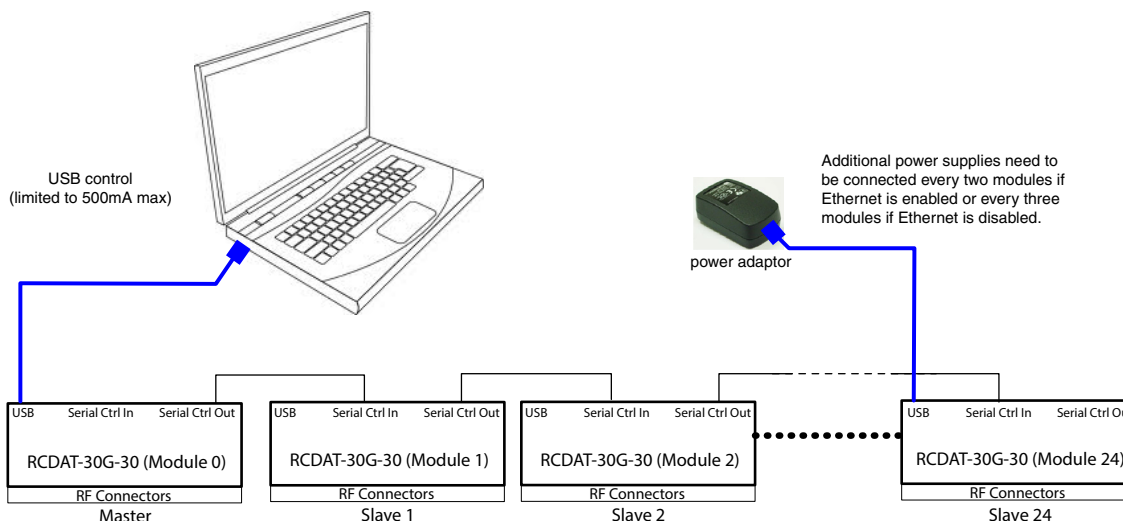 USB control
(limited to 500mA max)
Additional power supplies need to
be connected every two modules if
Ethernet is enabled or every three
modules if Ethernet is disabled.
power adaptor
USB Serial Ctrl In Serial Ctrl Out
RCDAT-30G-30 (Module 0)
RF Connectors
Master
USB Serial Ctrl In Serial Ctrl Out
RCDAT-30G-30 (Module 1)
RF Connectors
Slave 1
USB Serial Ctrl In Serial Ctrl Out
RCDAT-30G-30 (Module 2)
RF Connectors
Slave 2
USB Serial Ctrl In Serial Ctrl Ou
RCDAT-30G-30 (Module 24)
RF Connectors
Slave 24